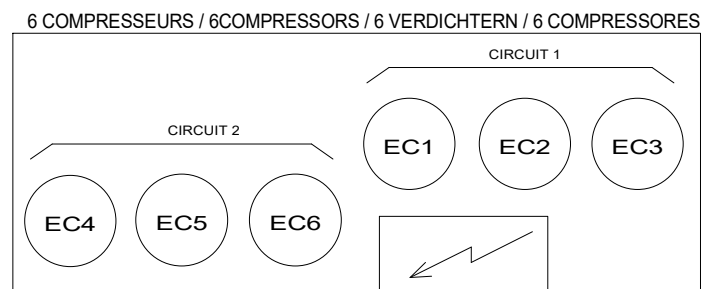 6 COMPRESSEURS / 6COMPRESSORS / 6 VERDICHTERN / 6 COMPRESSORES
CIRCUIT 1
EC1 EC2 EC3
CIRCUIT 2
EC4 EC5 EC6